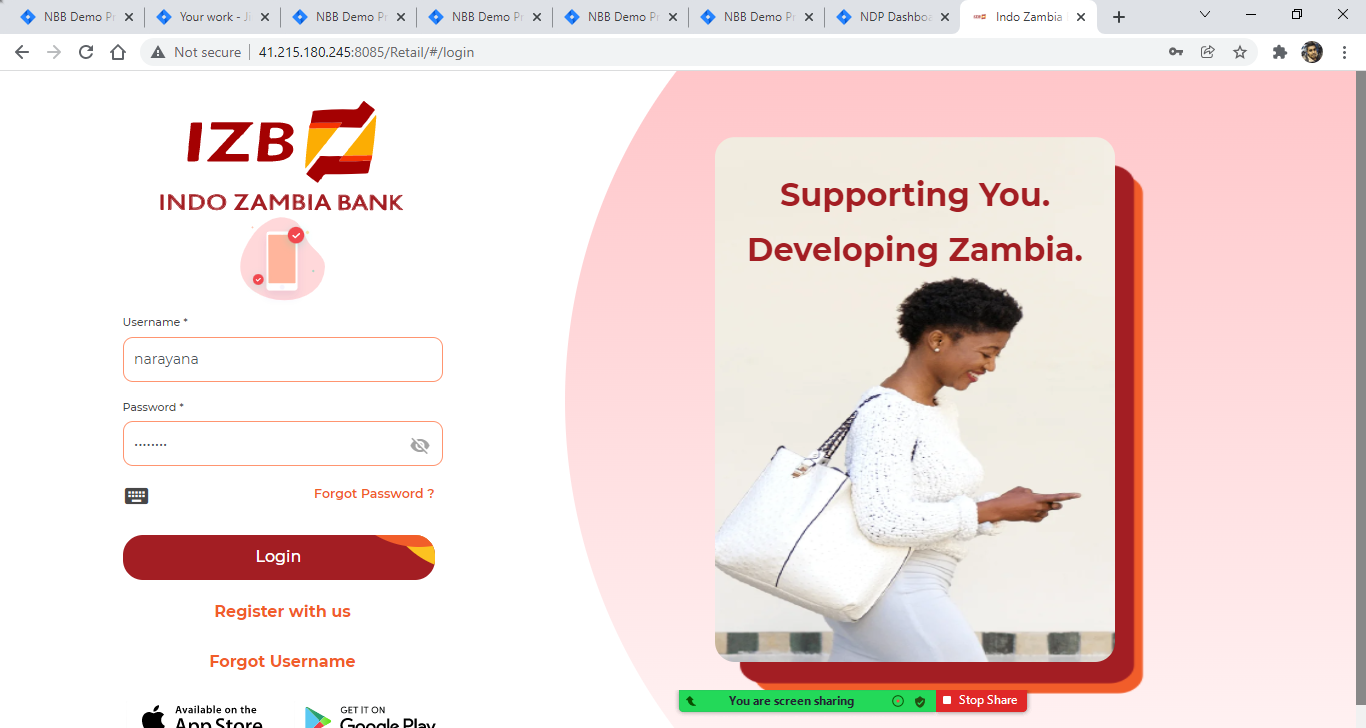 NBB Demo Pr
Your work - Ji
NBB Demo Pr
NBB Demo Pr
NBB Demo Pr
NBB Demo Pr
NDP Dashboa
Indo Zambia
Not secure
41.215.180.245:8085/Retail/#/login
IZB
INDO ZAMBIA BANK
Username *
narayana
Password *
Forgot Password ?
Login
Register with us
Forgot Username
Available on the
App Store
GET IT ON
Google Play
Supporting You.
Developing Zambia.
You are screen sharing
Stop Share